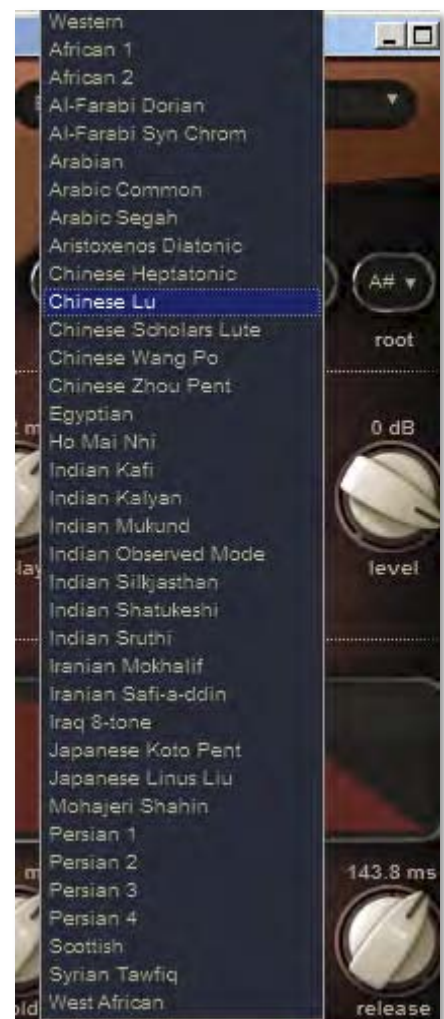 Western
African 1
African 2
Al-Farabi Dorian
Al-Farabi Syn Chrom
Arabian
Arabic Common
Arabic Segah
Aristoxenos Diatonic
Chinese Heptatonic
Chinese Lu
A#
Chinese Scholars Lute
root
Chinese Wang Po
Chinese Zhou Pent
Egyptian
0 dB
Ho Mai Nhi
Indian Kafi
Indian Kalyan
Indian Mukund
Indian Observed Mode
level
Indian Silkjasthan
Indian Shatukeshi
Indian Sruthi
Iranian Mokhalif
Iranian Safi-a-ddin
Iraq 8-tone
Japanese Koto Pent
Japanese Linus Liu
Mohajeri Shahin
Persian 1
Persian 2
Persian 3
143.8 ms
Persian 4
Scottish
Syrian Tawfiq
West African
release